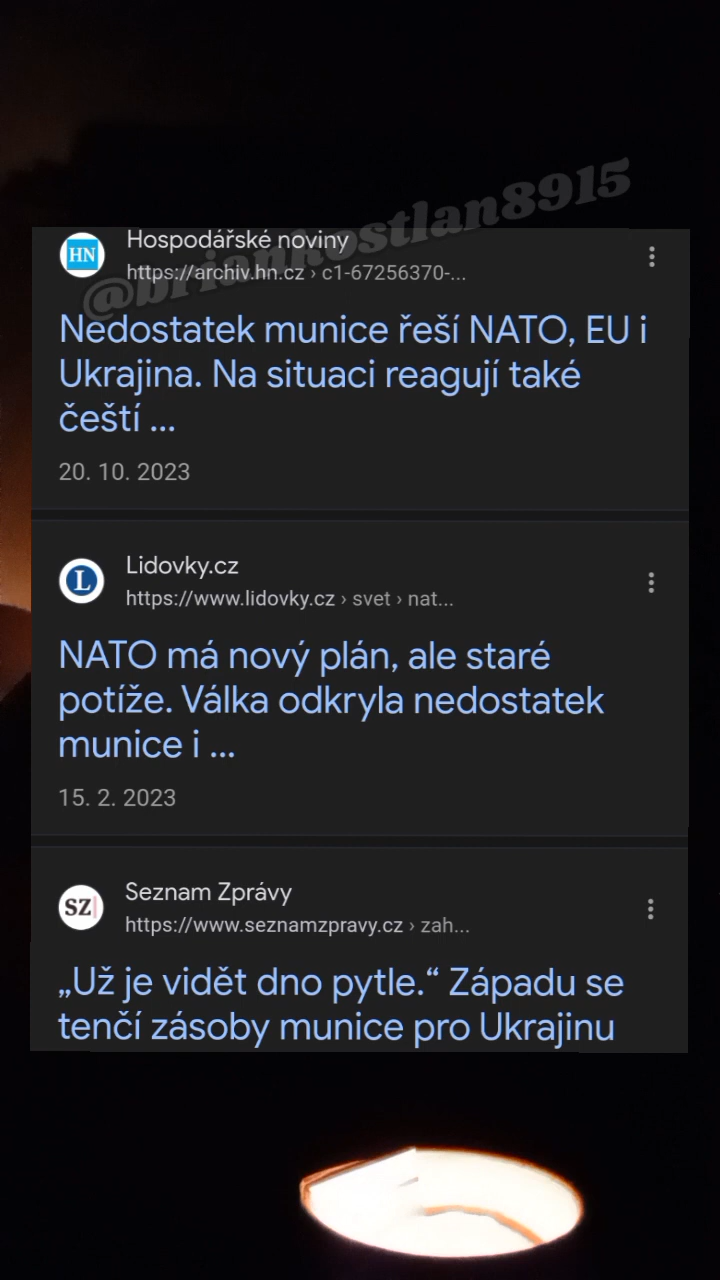 @briankostlan8915
HN
Hospodářské noviny
https://archiv.hn.cz › c1-67256370-...
Nedostatek munice řeší NATO, EU i
Ukrajina. Na situaci reagují také
čeští ...
20. 10. 2023
L
Lidovky.cz
https://www.lidovky.cz › svet › nat...
NATO má nový plán, ale staré
potíže. Válka odkryla nedostatek
munice i ...
15. 2. 2023
SZ
Seznam Zprávy
https://www.seznamzpravy.cz › zah...
„Už je vidět dno pytle.“ Západu se
tenčí zásoby munice pro Ukrajinu